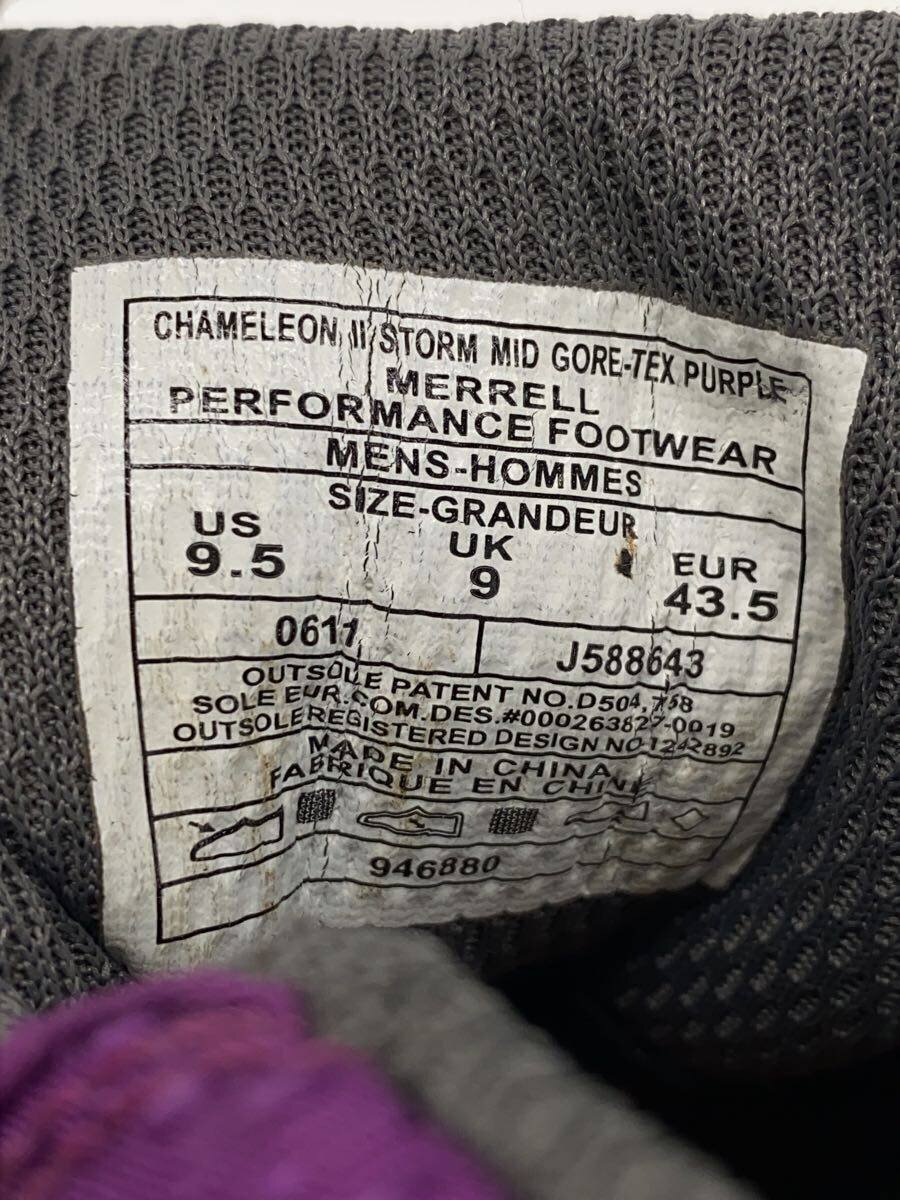 CHAMELEON II STORM MID GORE-TEX PURPLE
MERRELL
PERFORMANCE FOOTWEAR
MENS-HOMMES
SIZE-GRANDEUR
US UK EUR
9.5 9 43.5
0611 J588643
OUTSOLE PATENT NO.D504,758
SOLE EUR.COM.DES.#000263827-0019
OUTSOLE REGISTERED DESIGN NO.1242892
MADE IN CHINA
FABRIQUE EN CHINE
946880